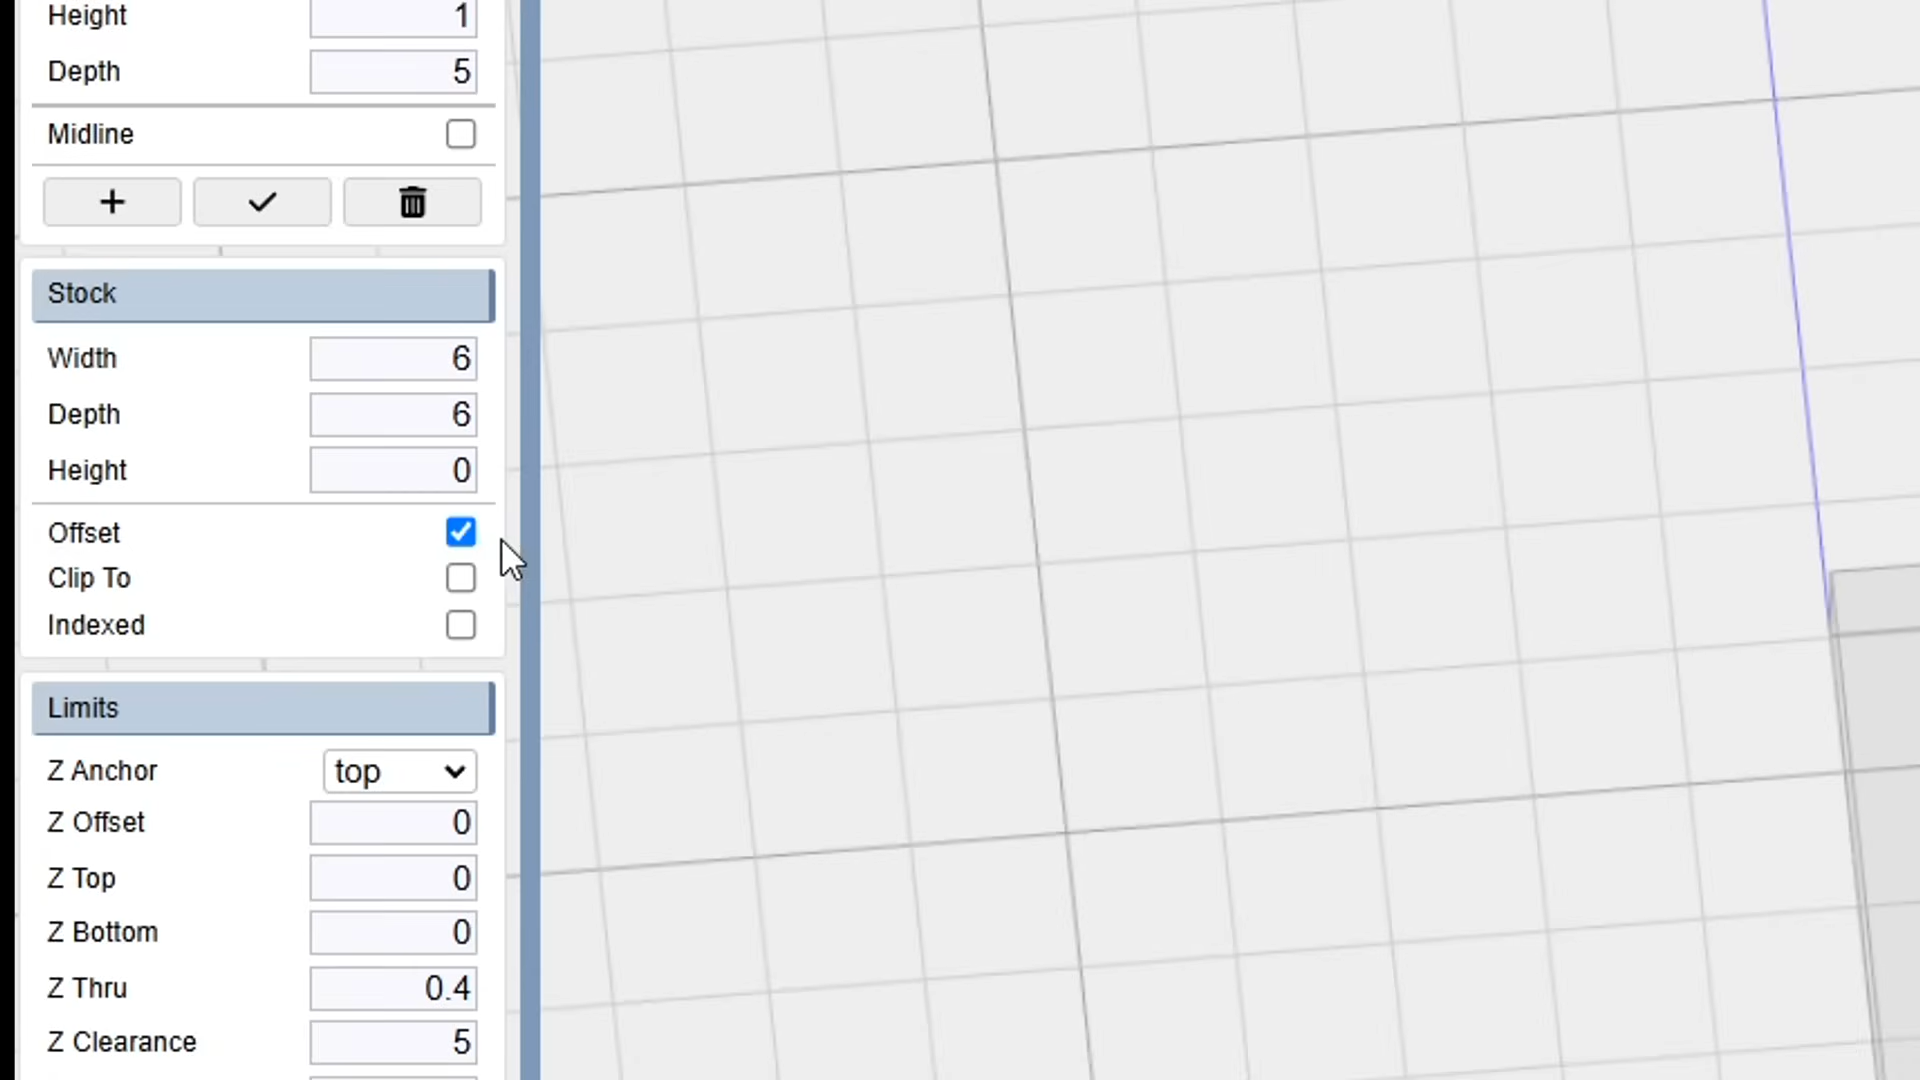 Height 1
Depth 5
Midline
Stock
Width 6
Depth 6
Height 0
Offset
Clip To
Indexed
Limits
Z Anchor top
Z Offset 0
Z Top 0
Z Bottom 0
Z Thru 0.4
Z Clearance 5